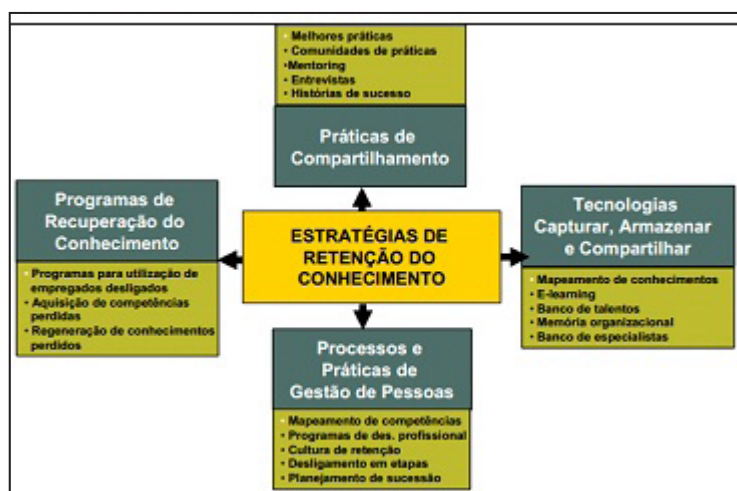 • Melhores práticas
• Comunidades de práticas
•Mentoring
• Entrevistas
• Histórias de sucesso
Práticas de
Compartilhamento
Programas de
Recuperação do
Conhecimento
• Programas para utilização de
empregados desligados
• Aquisição de competências
perdidas
• Regeneração de conhecimentos
perdidos
ESTRATÉGIAS DE
RETENÇÃO DO
CONHECIMENTO
Tecnologias
Capturar, Armazenar
e Compartilhar
• Mapeamento de conhecimentos
• E-learning
• Banco de talentos
• Memória organizacional
• Banco de especialistas
Processos e
Práticas de
Gestão de Pessoas
• Mapeamento de competências
• Programas de des. profissional
• Cultura de retenção
• Desligamento em etapas
• Planejamento de sucessão